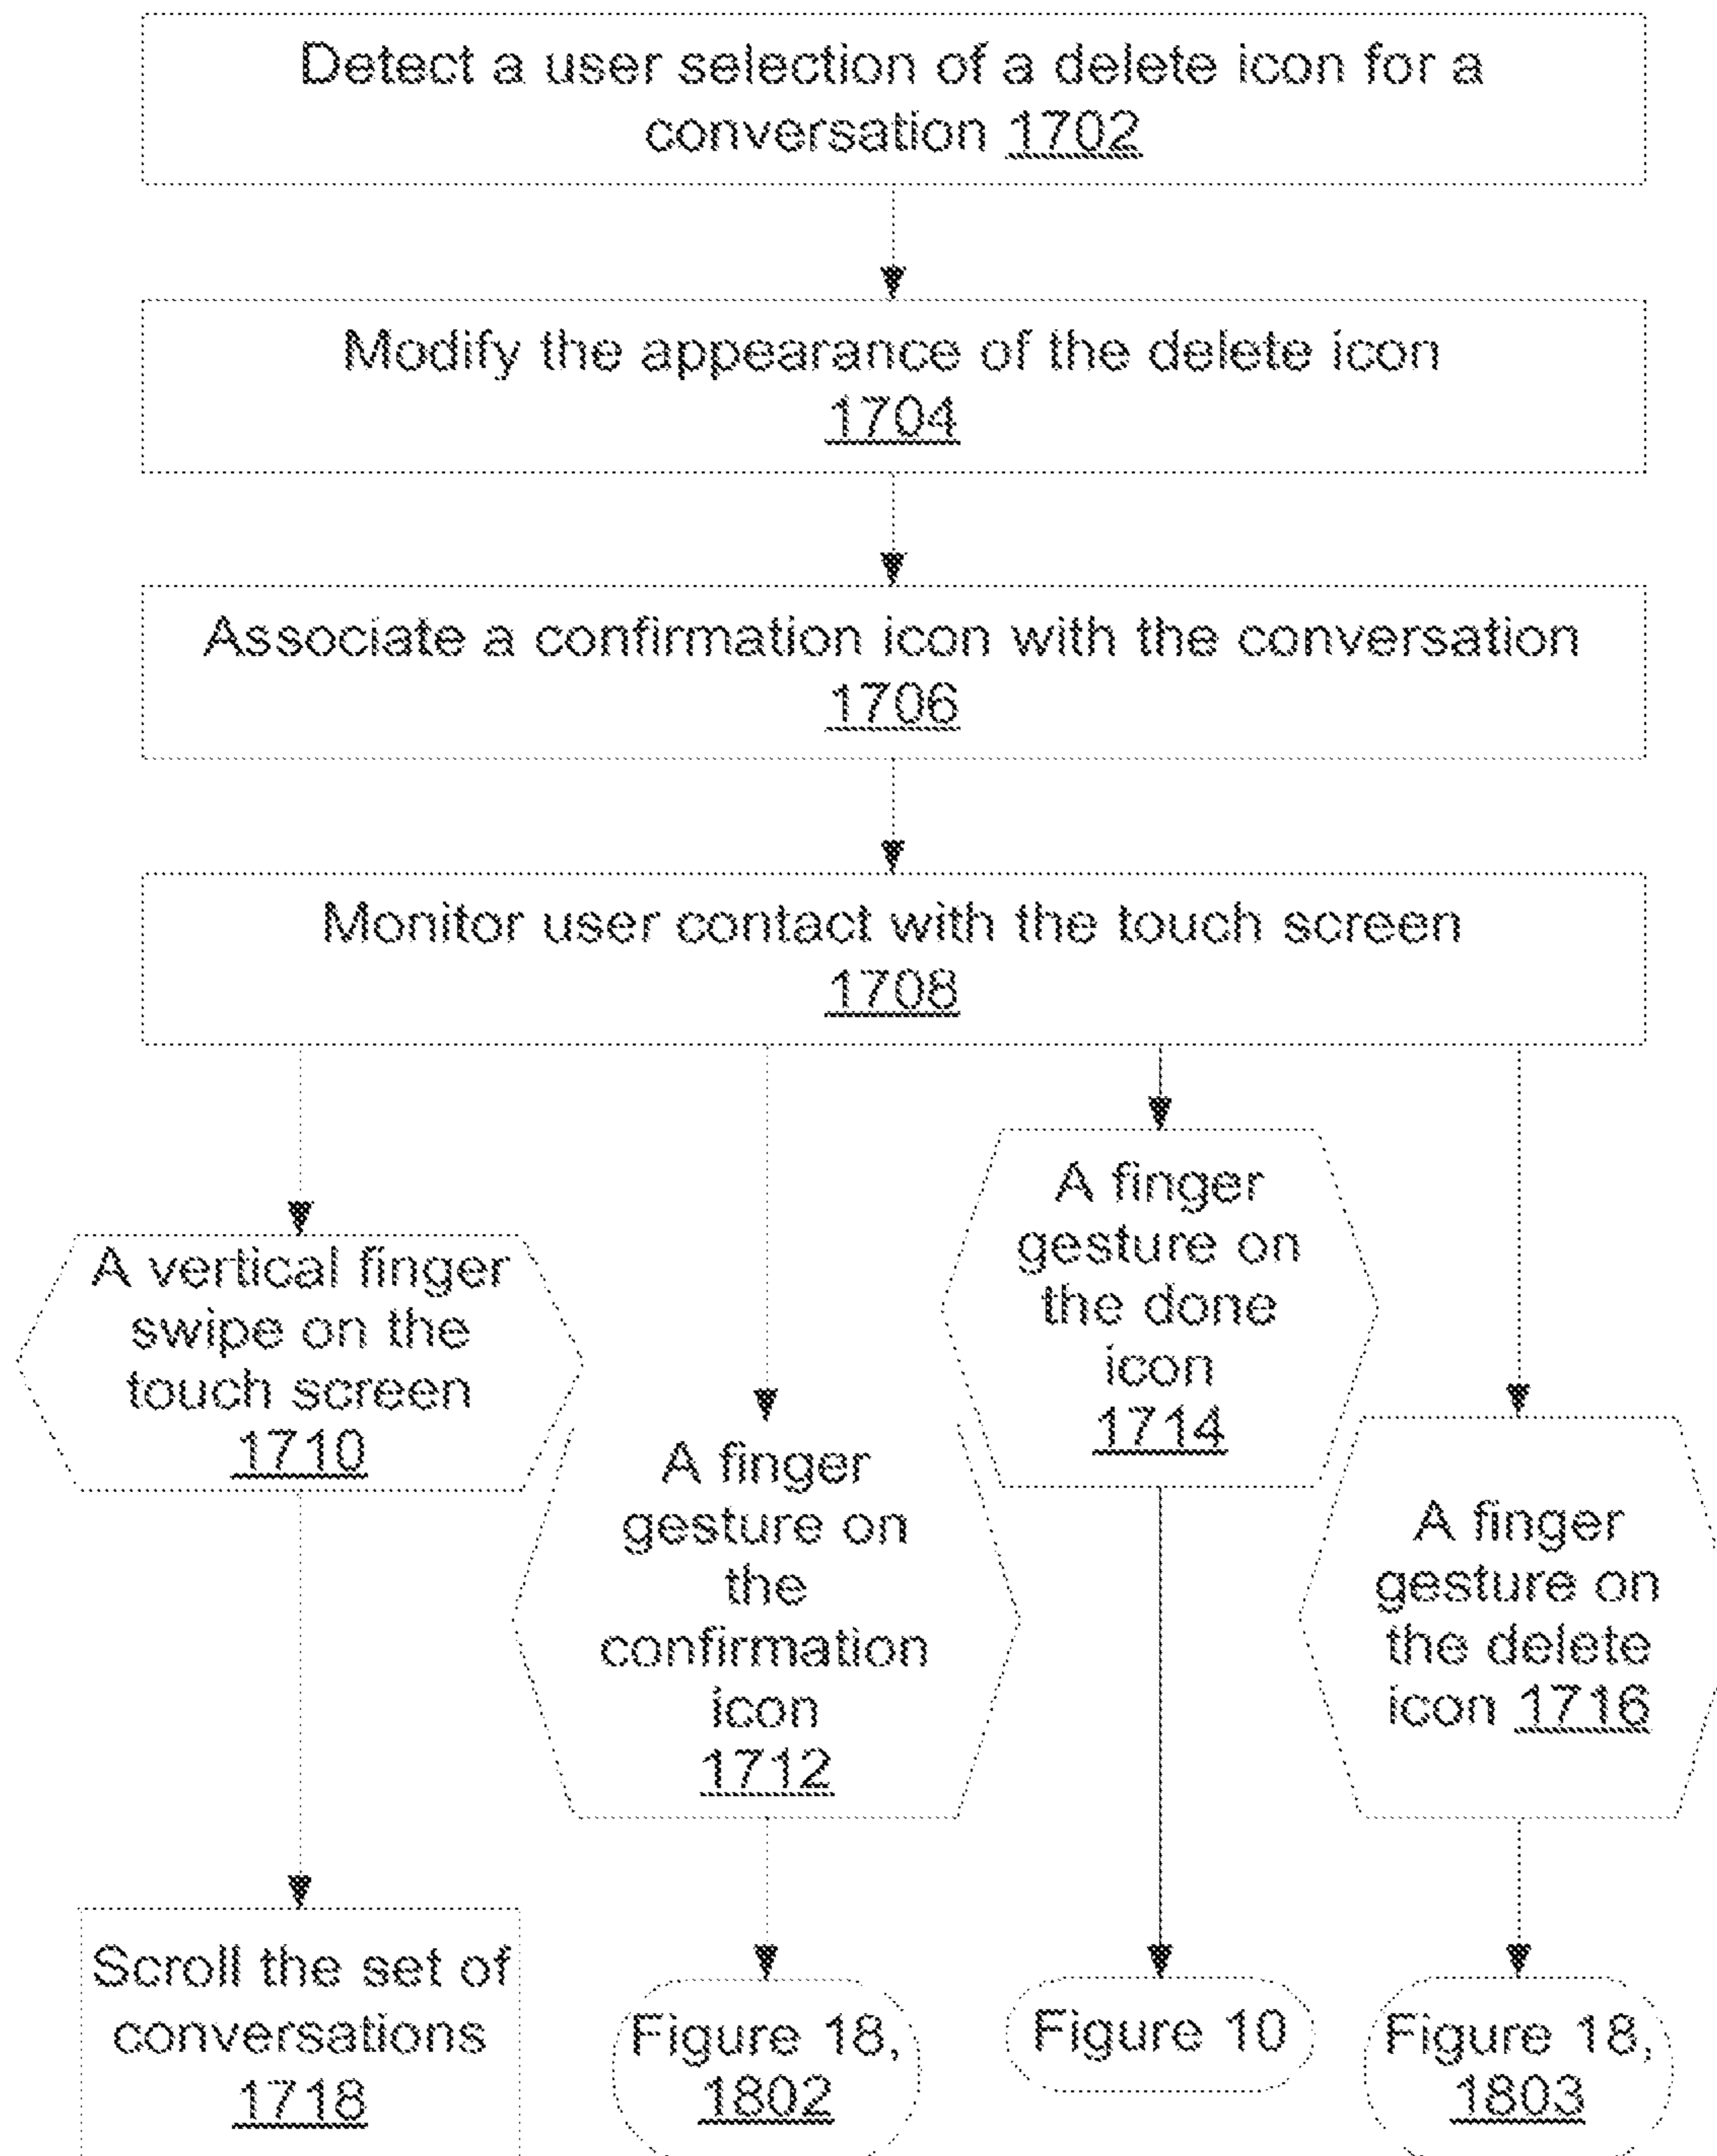 Detect a user selection of a delete icon for a
conversation 1702
Modify the appearance of the delete icon
1704
Associate a confirmation icon with the conversation
1706
Monitor user contact with the touch screen
1708
A vertical finger
swipe on the
touch screen
1710
A finger
gesture on
the
confirmation
icon
1712
A finger
gesture on
the done
icon
1714
A finger
gesture on
the delete
icon 1716
Scroll the set of
conversations
1718
Figure 18,
1802
Figure 10
Figure 18,
1803